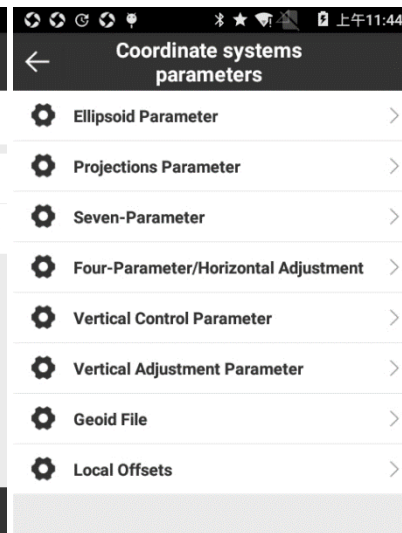 上午11:44
Coordinate systems
parameters
Ellipsoid Parameter
Projections Parameter
Seven-Parameter
Four-Parameter/Horizontal Adjustment
Vertical Control Parameter
Vertical Adjustment Parameter
Geoid File
Local Offsets